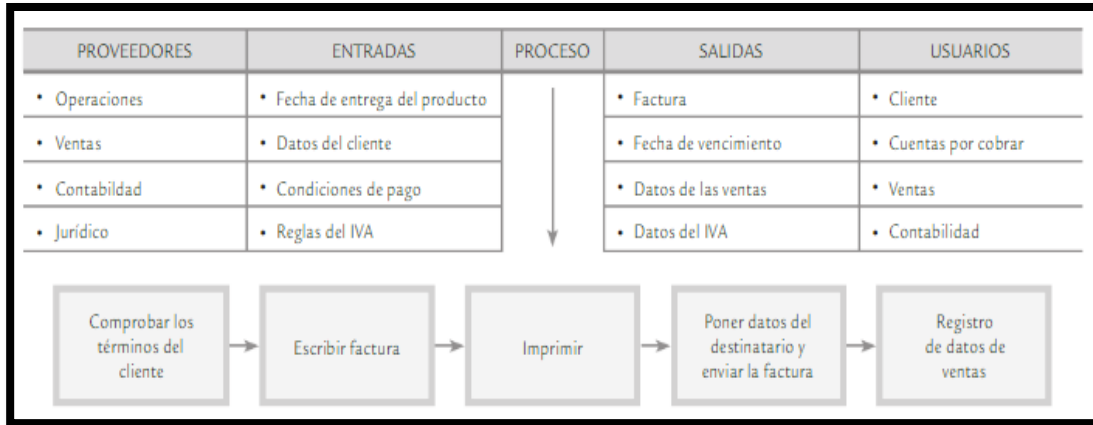 PROVEEDORES ENTRADAS PROCESO SALIDAS USUARIOS
• Operaciones • Fecha de entrega del producto • Factura • Cliente
• Ventas • Datos del cliente • Fecha de vencimiento • Cuentas por cobrar
• Contabildad • Condiciones de pago • Datos de las ventas • Ventas
• Jurídico • Reglas del IVA • Datos del IVA • Contabilidad
Comprobar los
términos del
cliente
Escribir factura
Imprimir
Poner datos del
destinatario y
enviar la factura
Registro
de datos de
ventas